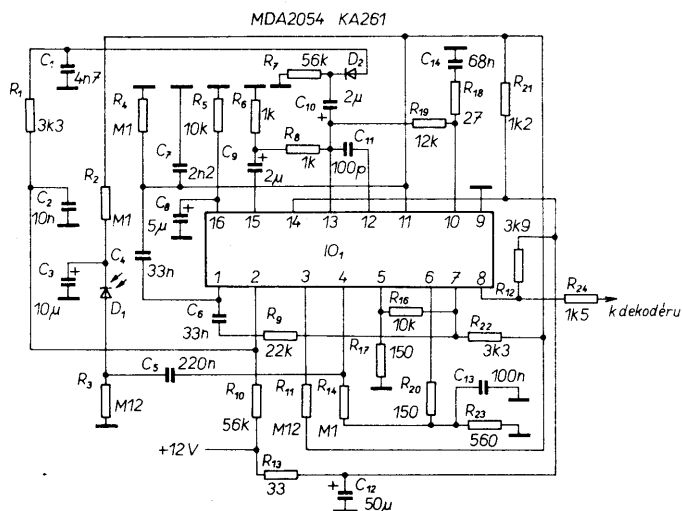 MDA2054 KA261
C1
4n7
R1
3k3
R7
56k
D2
C14
68n
R4
M1
R5
10k
R6
1k
C10
2μ
R18
27
R21
1k2
R19
12k
C7
2n2
C9
2μ
R8
1k
C11
100p
R2
M1
C2
10n
C8
5μ
16 15 14 13 12 11 10 9
IO1
1 2 3 4 5 6 7 8
3k9
R12
R24
1k5
k dekodéru
C4
33n
C3
10μ
D1
C6
33n
R9
22k
R16
10k
R22
3k3
C5 220n
R17
150
R3
M12
R10
56k
R11
M12
R14
M1
R20
150
C13
100n
R23
560
+12V
R13
33
C12
50μ